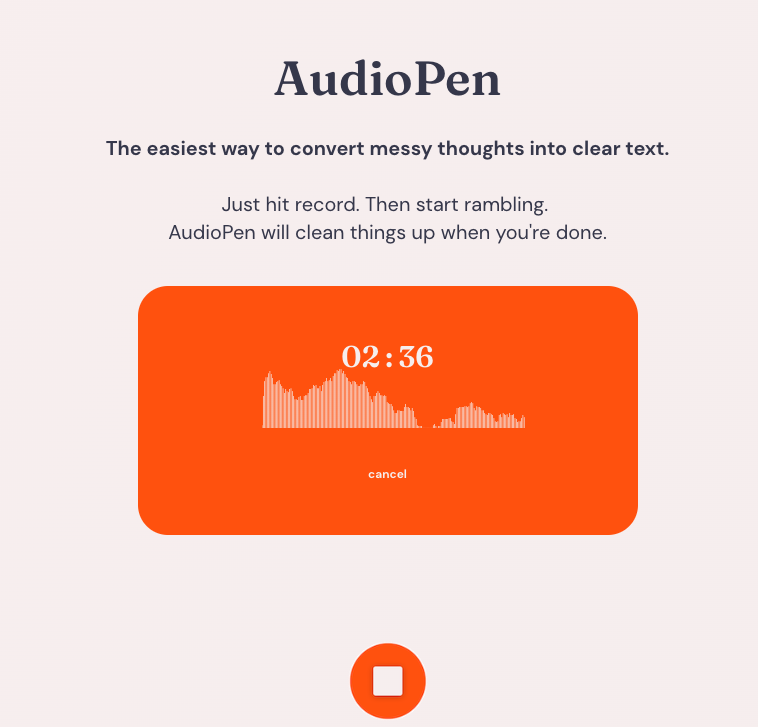 AudioPen
The easiest way to convert messy thoughts into clear text.
Just hit record. Then start rambling.
AudioPen will clean things up when you're done.
02 : 36
cancel